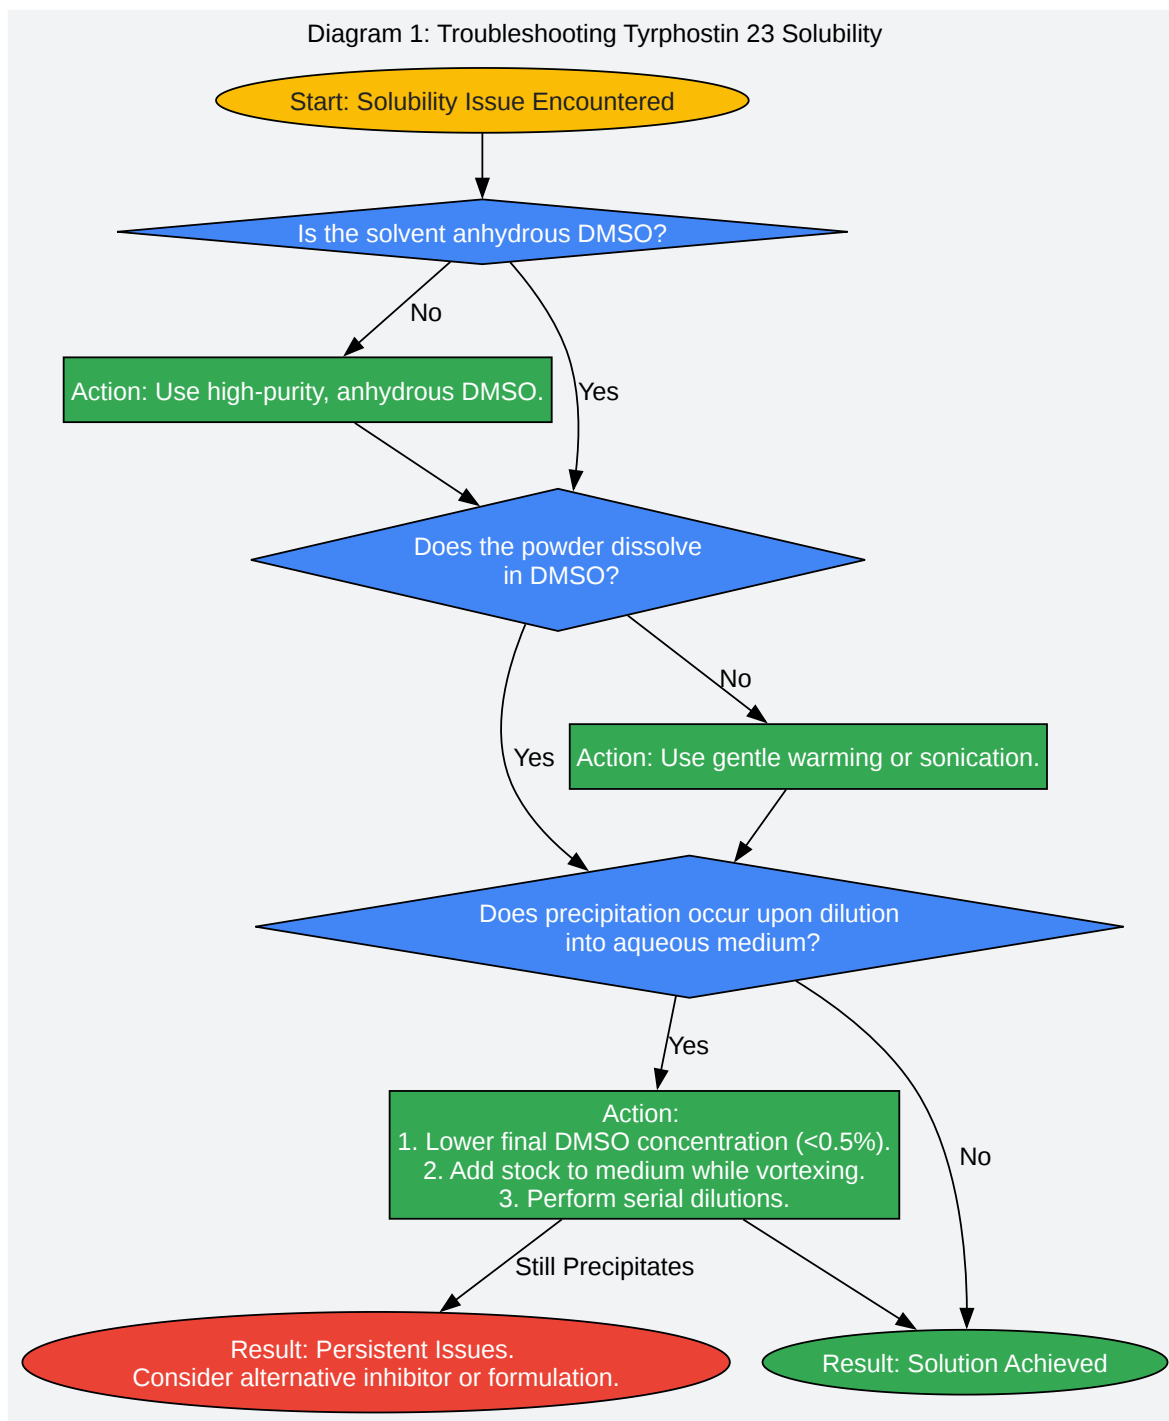 Diagram 1: Troubleshooting Tyrphostin 23 Solubility
Start: Solubility Issue Encountered
Is the solvent anhydrous DMSO?
No
Action: Use high-purity, anhydrous DMSO.
Yes
Does the powder dissolve
in DMSO?
No
Yes
Action: Use gentle warming or sonication.
Does precipitation occur upon dilution
into aqueous medium?
Yes
Action:
1. Lower final DMSO concentration (<0.5%).
2. Add stock to medium while vortexing.
3. Perform serial dilutions.
No
Still Precipitates
Result: Persistent Issues.
Consider alternative inhibitor or formulation.
Result: Solution Achieved